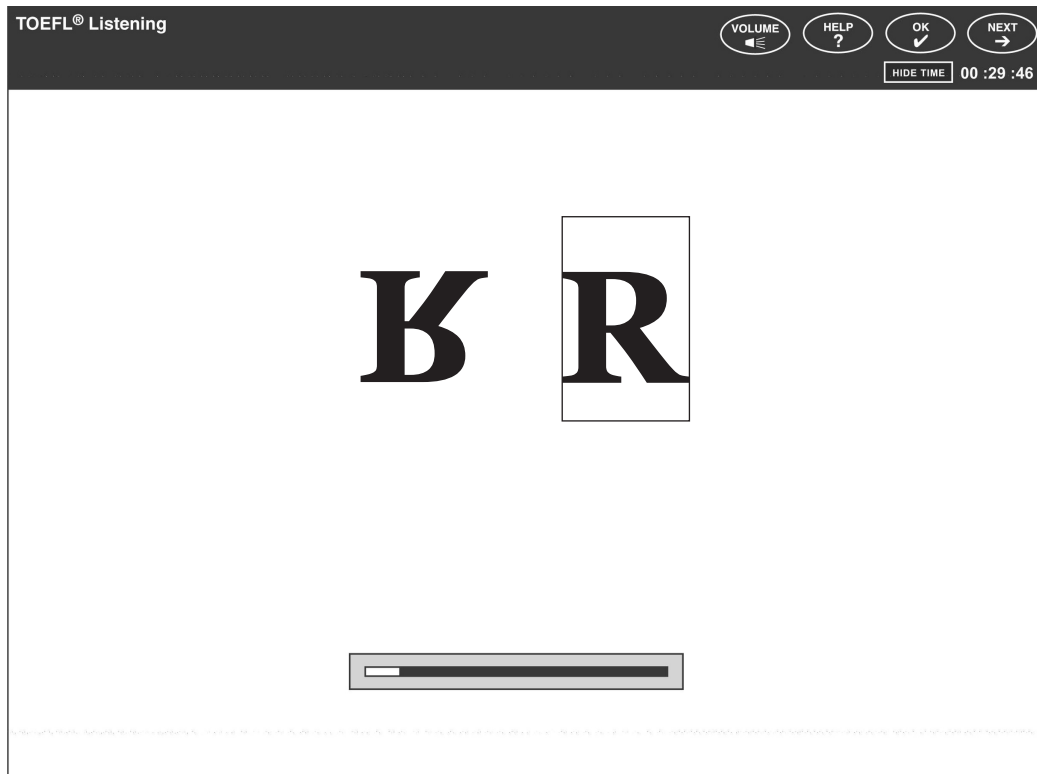 TOEFL® Listening
VOLUME
HELP
?
OK
NEXT
HIDE TIME 00 :29 :46
R R